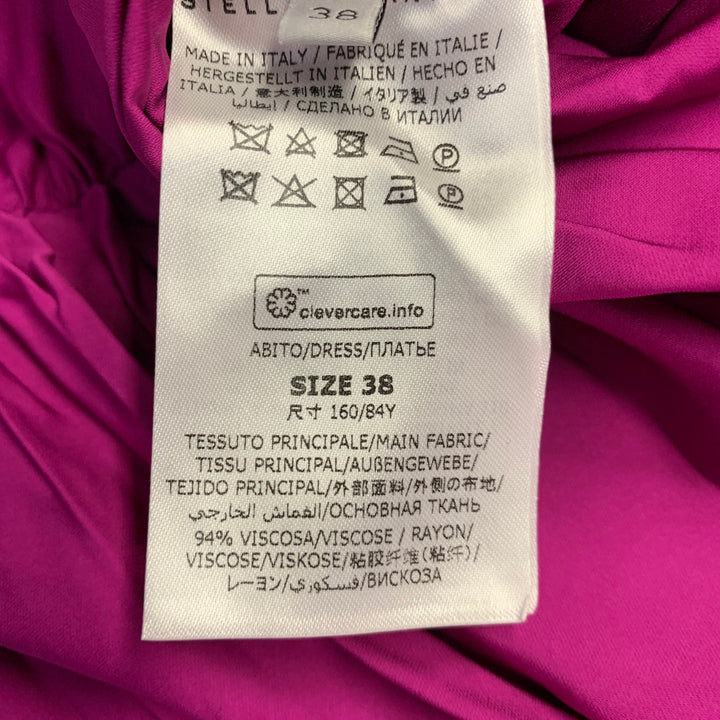 STELL
38
MADE IN ITALY / FABRIQUÉ EN ITALIE /
HERGESTELLT IN ITALIEN / HECHO EN
ITALIA / 意大利制造 / イタリア製 / صنع في
إيطاليا / СДЕЛАНО В ИТАЛИИ
P
P
™
clevercare.info
ABITO/DRESS/ПЛАТЬЕ
SIZE 38
尺寸 160/84Y
TESSUTO PRINCIPALE/MAIN FABRIC/
TISSU PRINCIPAL/AUßENGEWEBE/
TEJIDO PRINCIPAL/外部面料/外側の布地/
القماش الخارجي/ОСНОВНАЯ ТКАНЬ
94% VISCOSA/VISCOSE / RAYON/
VISCOSE/VISKOSE/粘胶纤维(粘纤)/
レーヨン/فسكوري/ВИСКОЗА